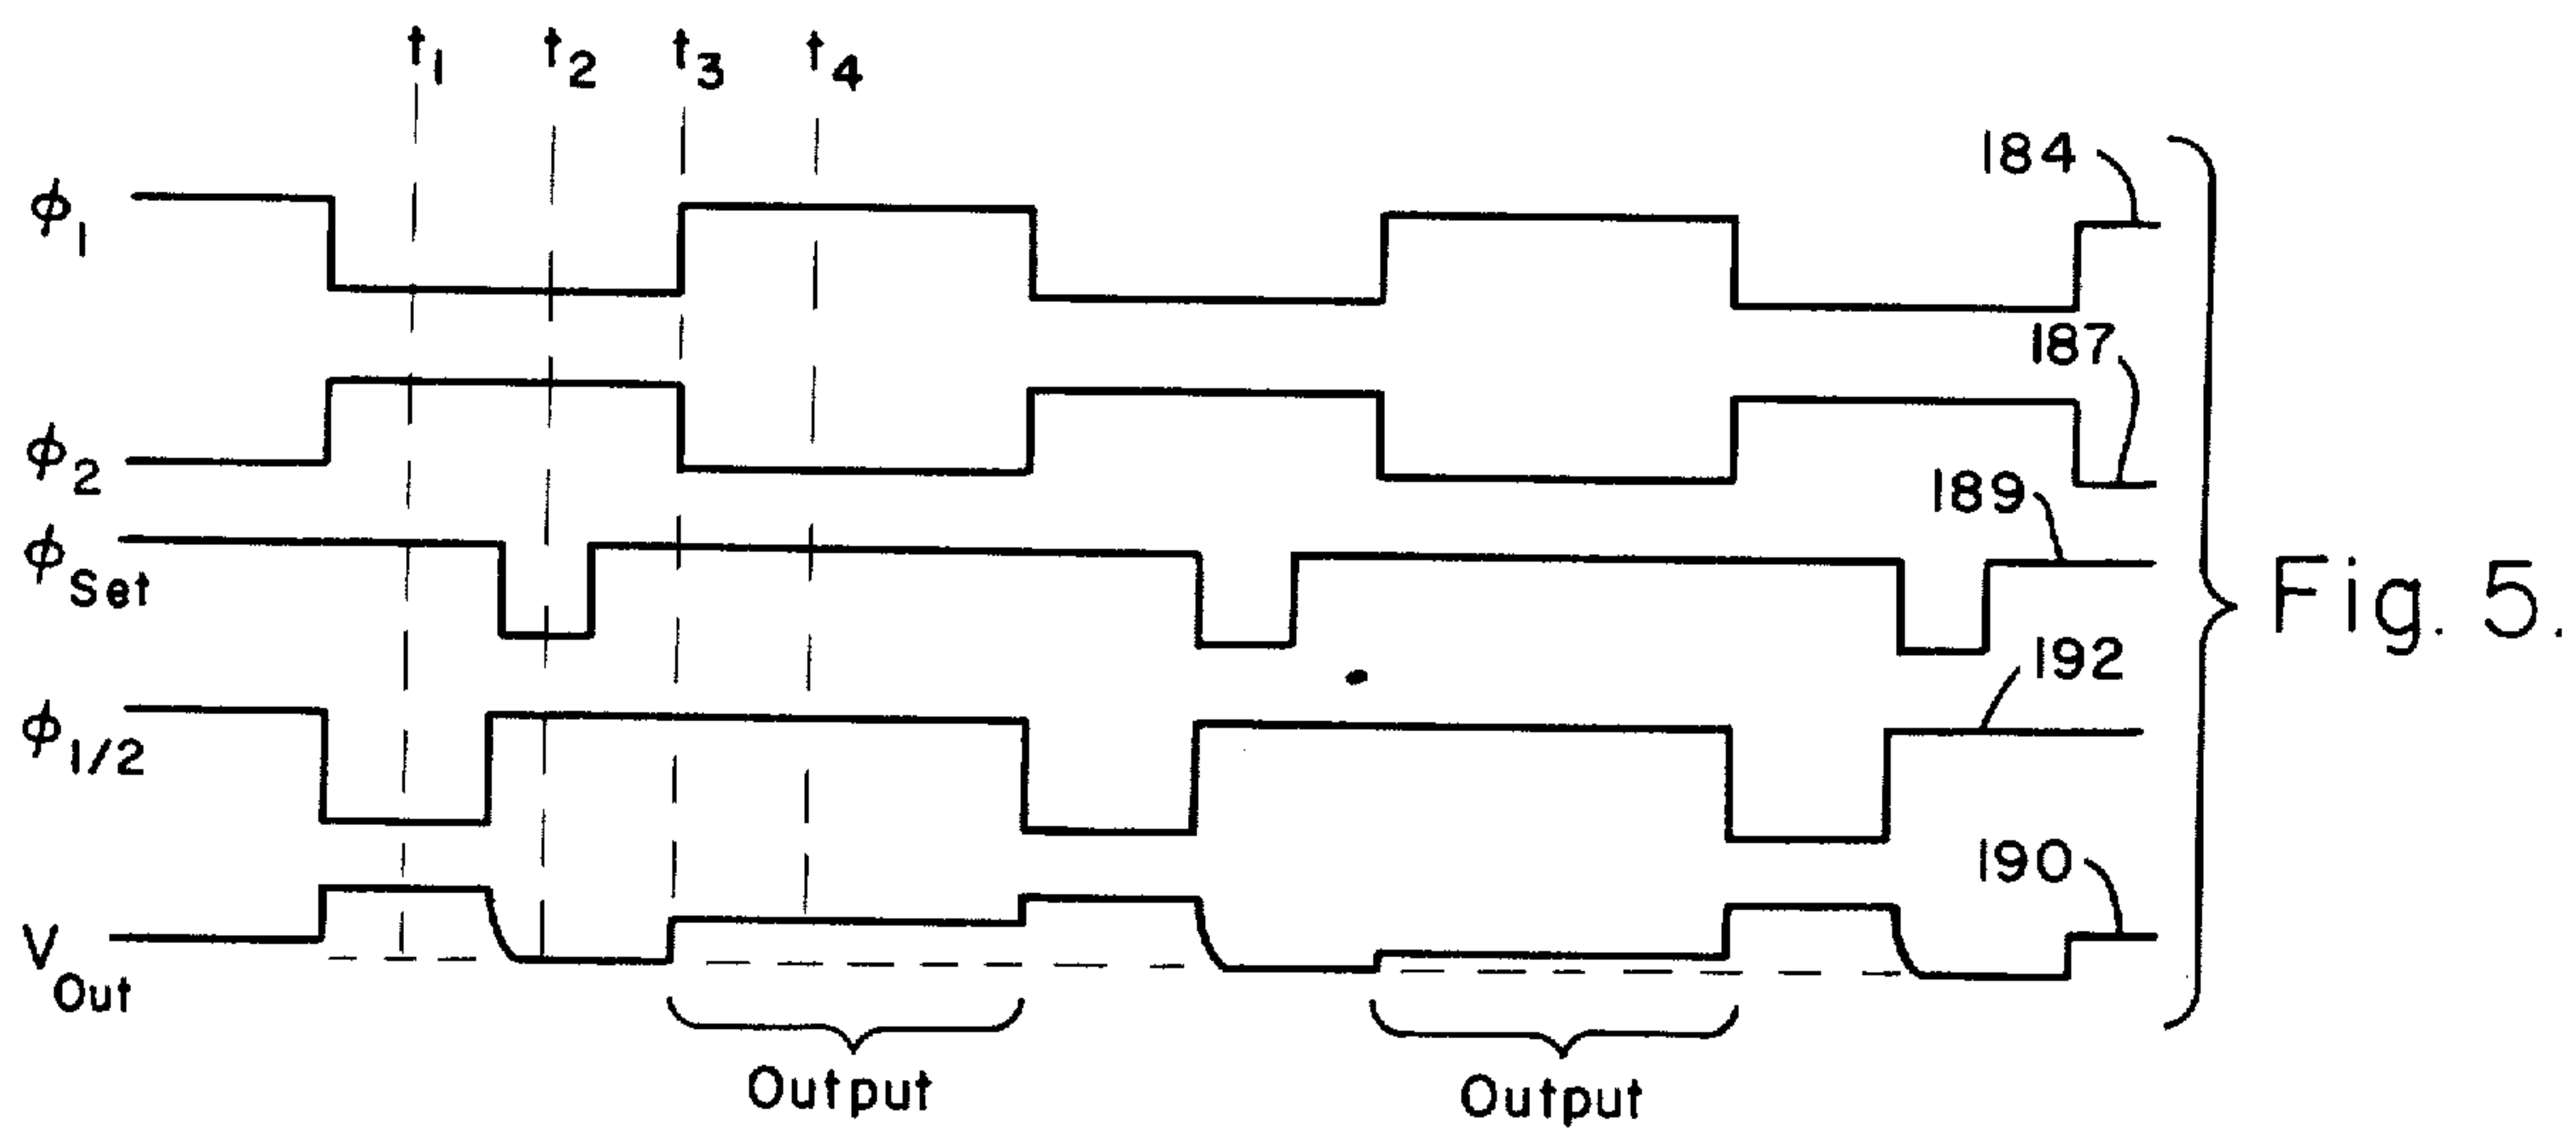 t1 t2 t3 t4
184
ϕ1
187
ϕ2
189
ϕSet
Fig. 5.
192
ϕ1/2
190
VOut
Output Output